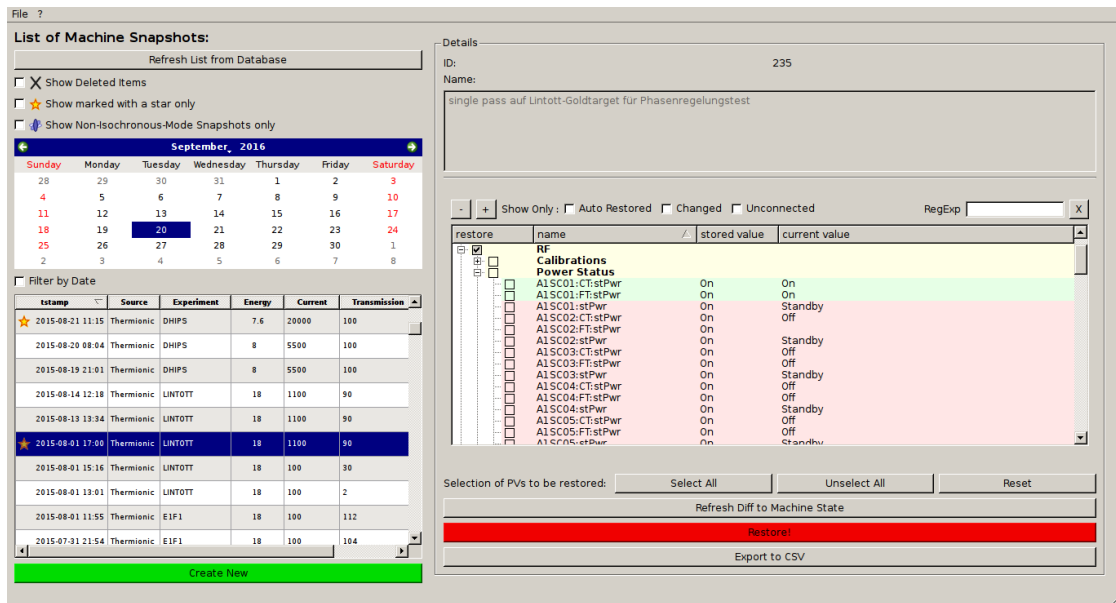 File ?
List of Machine Snapshots:
Refresh List from Database
Show Deleted Items
Show marked with a star only
Show Non-Isochronous-Mode Snapshots only
September, 2016
Sunday Monday Tuesday Wednesday Thursday Friday Saturday
28 29 30 31 1 2 3
4 5 6 7 8 9 10
11 12 13 14 15 16 17
18 19 20 21 22 23 24
25 26 27 28 29 30 1
2 3 4 5 6 7 8
Filter by Date
tstamp Source Experiment Energy Current Transmission
2015-08-21 11:15 Thermionic DHIPS 7.6 20000 100
2015-08-20 08:04 Thermionic DHIPS 8 5500 100
2015-08-19 21:01 Thermionic DHIPS 8 5500 100
2015-08-14 12:18 Thermionic LINTOTT 18 1100 90
2015-08-13 13:34 Thermionic LINTOTT 18 1100 90
2015-08-01 17:00 Thermionic LINTOTT 18 1100 90
2015-08-01 15:16 Thermionic LINTOTT 18 100 30
2015-08-01 13:01 Thermionic LINTOTT 18 100 2
2015-08-01 11:55 Thermionic E1F1 18 100 112
2015-07-31 21:54 Thermionic E1F1 18 100 104
Create New
Details
ID: 235
Name:
single pass auf Lintott-Goldtarget für Phasenregelungstest
- + Show Only : Auto Restored Changed Unconnected RegExp X
restore name stored value current value
RF
Calibrations
Power Status
A1SC01:CT:stPwr On On
A1SC01:FT:stPwr On On
A1SC01:stPwr On Standby
A1SC02:CT:stPwr On Off
A1SC02:FT:stPwr On
A1SC02:stPwr On Standby
A1SC03:CT:stPwr On Off
A1SC03:FT:stPwr On Off
A1SC03:stPwr On Standby
A1SC04:CT:stPwr On Off
A1SC04:FT:stPwr On Off
A1SC04:stPwr On Standby
A1SC05:CT:stPwr On Off
A1SC05:FT:stPwr On Off
A1SC05:stPwr On Standby
Selection of PVs to be restored: Select All Unselect All Reset
Refresh Diff to Machine State
Restore!
Export to CSV